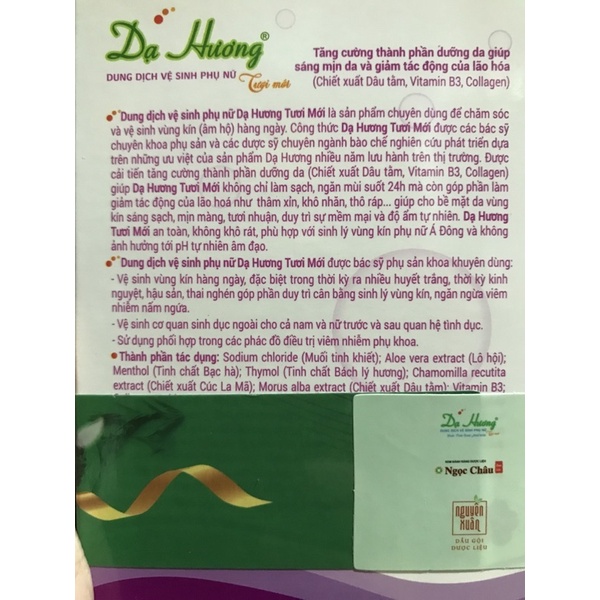 Dạ Hương®
DUNG DỊCH VỆ SINH PHỤ NỮ Tươi mới
Tăng cường thành phần dưỡng da giúp
sáng mịn da và giảm tác động của lão hóa
(Chiết xuất Dâu tằm, Vitamin B3, Collagen)
"Dung dịch vệ sinh phụ nữ Dạ Hương Tươi Mới là sản phẩm chuyên dùng để chăm sóc
và vệ sinh vùng kín (âm hộ) hàng ngày. Công thức Dạ Hương Tươi Mới được các bác sỹ
chuyên khoa phụ sản và các dược sỹ chuyên ngành bào chế nghiên cứu phát triển dựa
trên những ưu việt của sản phẩm Dạ Hương nhiều năm lưu hành trên thị trường. Được
cải tiến tăng cường thành phần dưỡng da (Chiết xuất Dâu tằm, Vitamin B3, Collagen)
giúp Dạ Hương Tươi Mới không chỉ làm sạch, ngăn mùi suốt 24h mà còn góp phần làm
giảm tác động của lão hoá như thâm xỉn, khô nhăn, thô ráp... giúp cho bề mặt da vùng
kín sáng sạch, mịn màng, tươi nhuận, duy trì sự mềm mại và độ ẩm tự nhiên. Dạ Hương
Tươi Mới an toàn, không khô rát, phù hợp với sinh lý vùng kín phụ nữ Á Đông và không
ảnh hưởng tới pH tự nhiên âm đạo.
"Dung dịch vệ sinh phụ nữ Dạ Hương Tươi Mới được bác sỹ phụ sản khoa khuyên dùng:
- Vệ sinh vùng kín hàng ngày, đặc biệt trong thời kỳ ra nhiều huyết trắng, thời kỳ kinh
nguyệt, hậu sản, thai nghén góp phần duy trì cân bằng sinh lý vùng kín, ngăn ngừa viêm
nhiễm nấm ngứa.
- Vệ sinh cơ quan sinh dục ngoài cho cả nam và nữ trước và sau quan hệ tình dục.
- Sử dụng phối hợp trong các phác đồ điều trị viêm nhiễm phụ khoa.
Thành phần tác dụng: Sodium chloride (Muối tinh khiết); Aloe vera extract (Lô hội);
Menthol (Tinh chất Bạc hà); Thymol (Tinh chất Bách lý hương); Chamomilla recutita
extract (Chiết xuất Cúc La Mã); Morus alba extract (Chiết xuất Dâu tằm); Vitamin B3;
Dạ Hương
DUNG DỊCH VỆ SINH PHỤ NỮ
Ngọc Châu
nguyên
xuân
DẦU GỘI
DƯỢC LIỆU